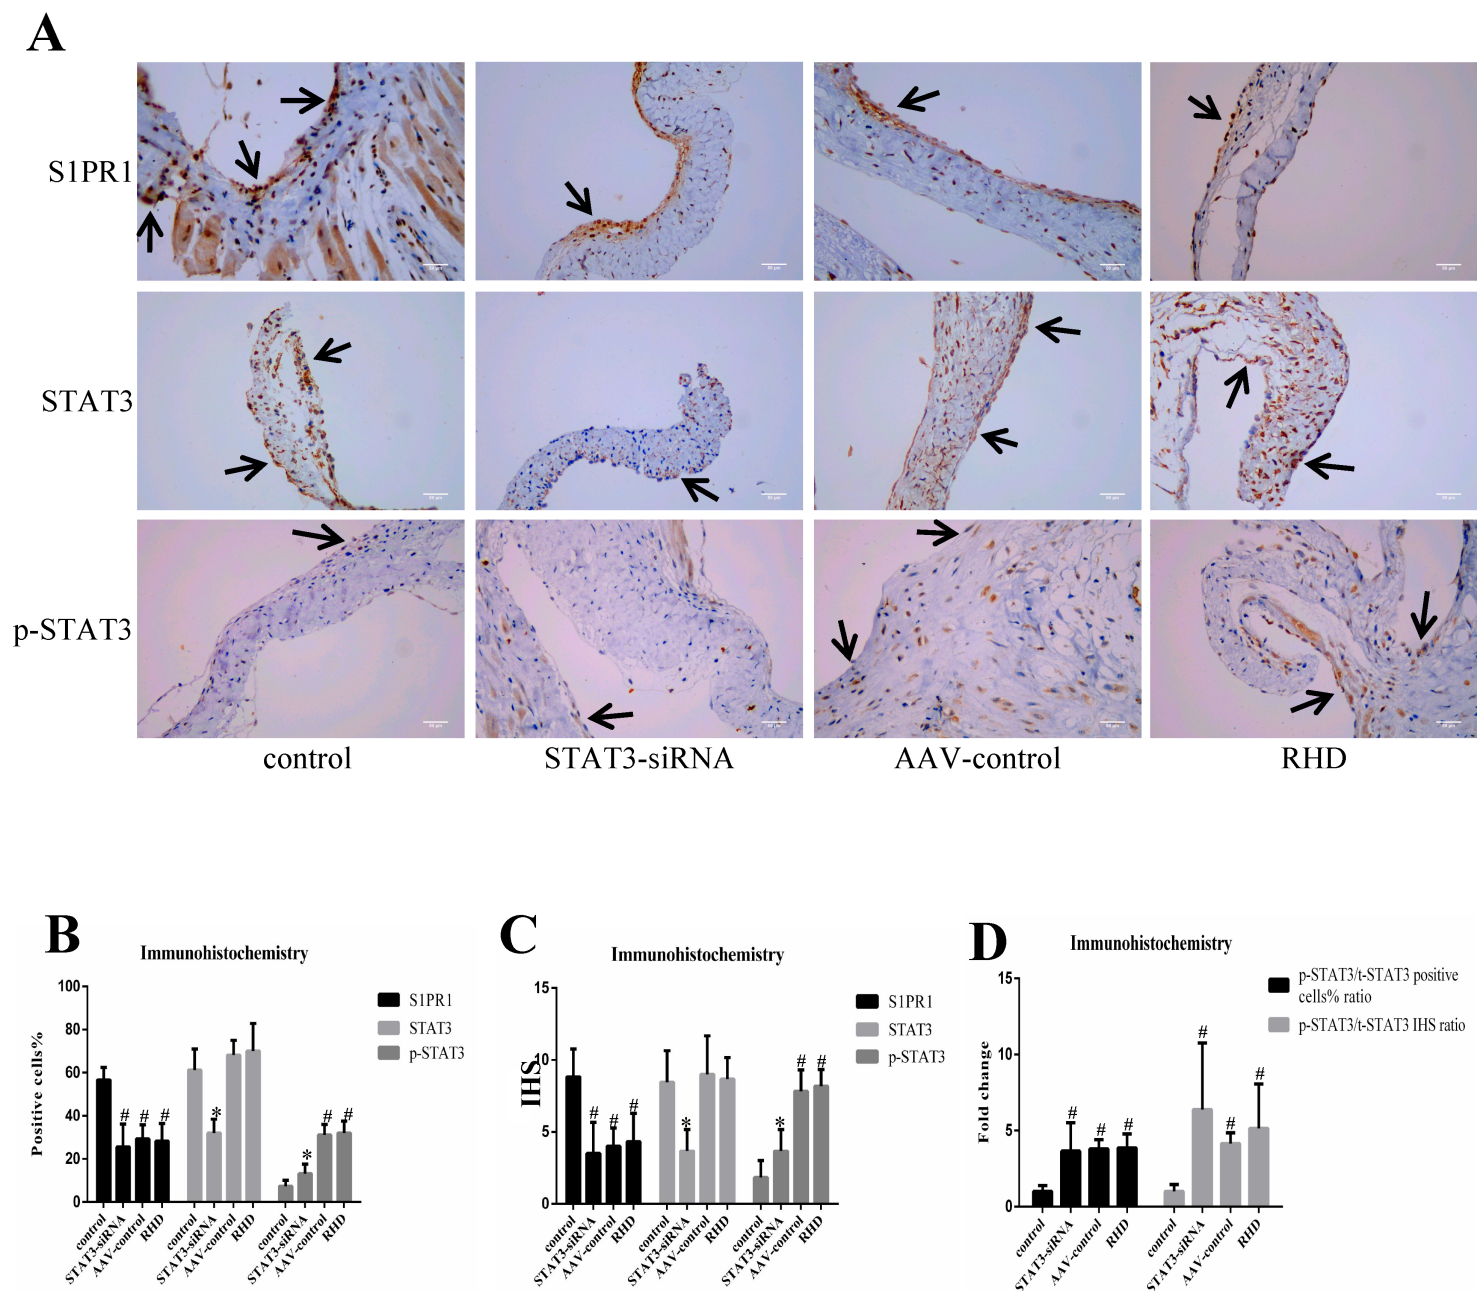 A
S1PR1
STAT3
p-STAT3
control
STAT3-siRNA
AAV-control
RHD
B
Immunohistochemistry
Positive cells%
100
80
60
40
20
0
# # #
*
*
# #
S1PR1
STAT3
p-STAT3
control
STAT3-siRNA
AAV-control
RHD
control
STAT3-siRNA
AAV-control
RHD
control
STAT3-siRNA
AAV-control
RHD
C
Immunohistochemistry
IHS
15
10
5
0
# # #
*
*
# #
S1PR1
STAT3
p-STAT3
control
STAT3-siRNA
AAV-control
RHD
control
STAT3-siRNA
AAV-control
RHD
control
STAT3-siRNA
AAV-control
RHD
D
Immunohistochemistry
Fold change
15
10
5
0
# # #
# # #
p-STAT3/t-STAT3 positive
cells% ratio
p-STAT3/t-STAT3 IHS ratio
control
STAT3-siRNA
AAV-control
RHD
control
STAT3-siRNA
AAV-control
RHD